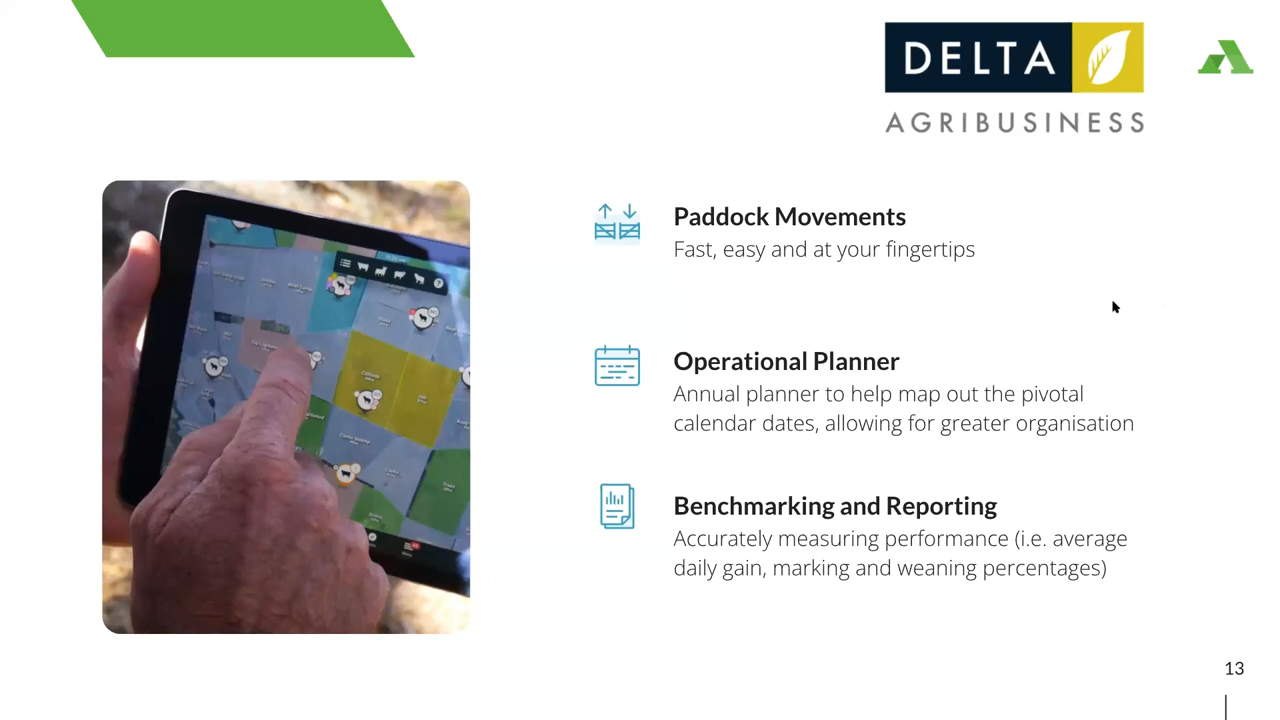 DELTA
AGRIBUSINESS
Paddock Movements
Fast, easy and at your fingertips
Operational Planner
Annual planner to help map out the pivotal
calendar dates, allowing for greater organisation
Benchmarking and Reporting
Accurately measuring performance (i.e. average
daily gain, marking and weaning percentages)
13